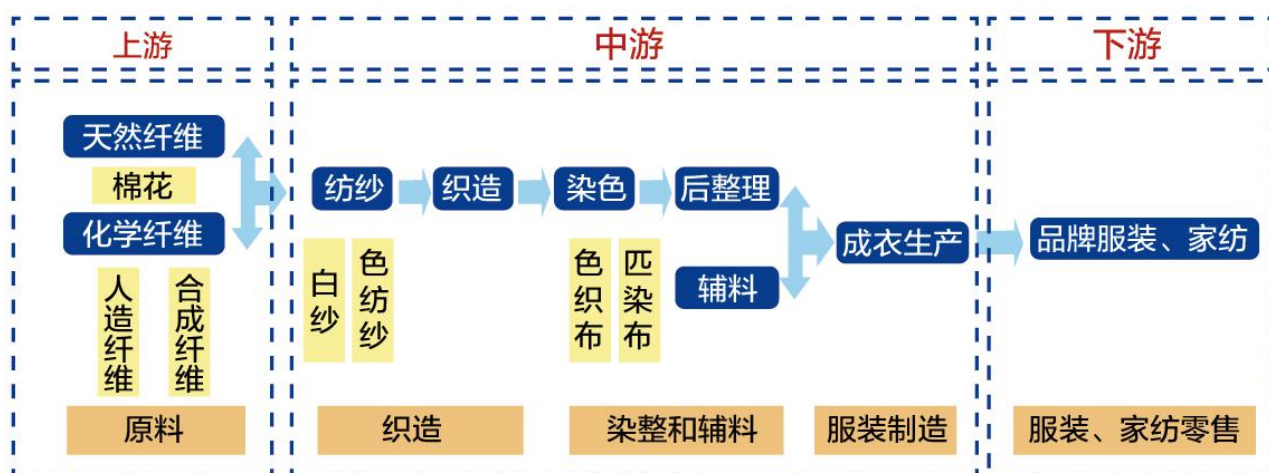 上游
中游
下游
天然纤维
棉花
化学纤维
人造纤维
合成纤维
原料
纺纱
织造
染色
后整理
白纱
色纺纱
色织布
匹染布
辅料
成衣生产
织造
染整和辅料
服装制造
品牌服装、家纺
服装、家纺零售